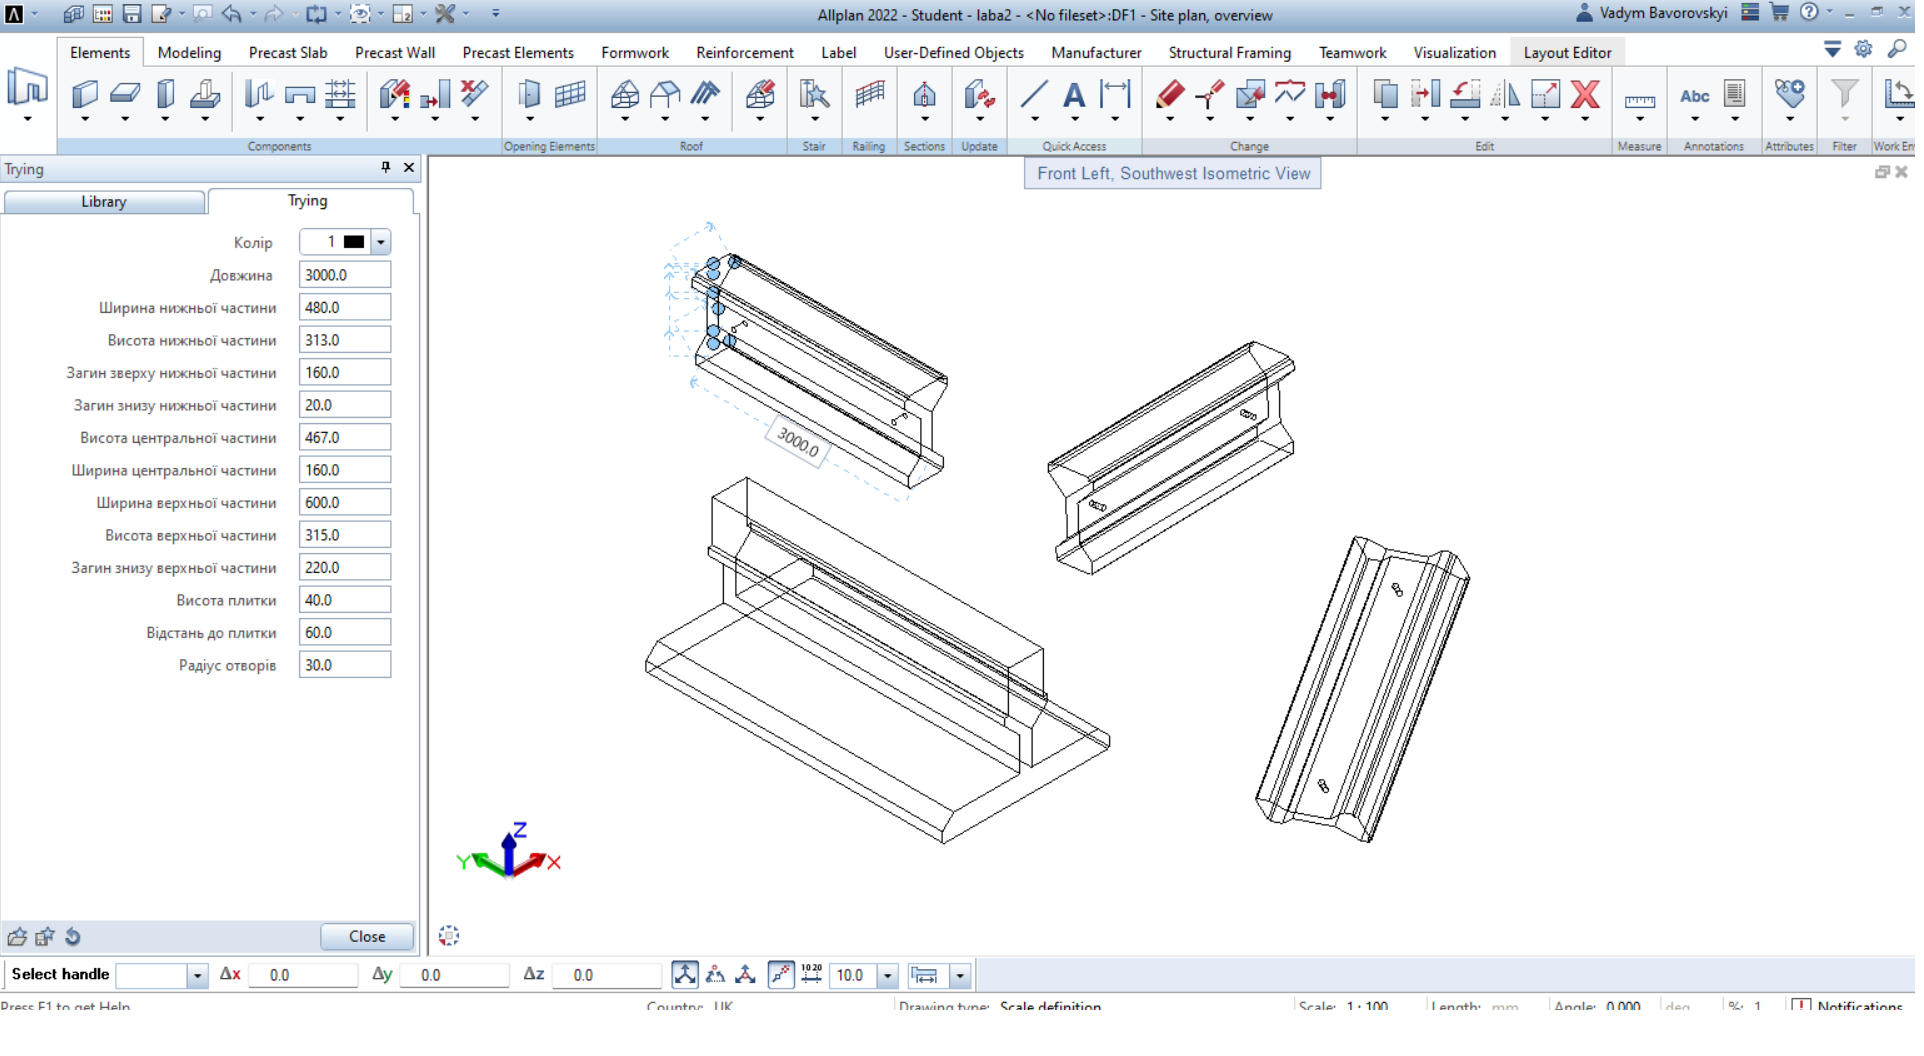 Allplan 2022 - Student - laba2 - <No fileset>:DF1 - Site plan, overview
Vadym Bavorovskyi
Elements Modeling Precast Slab Precast Wall Precast Elements Formwork Reinforcement Label User-Defined Objects Manufacturer Structural Framing Teamwork Visualization Layout Editor
A Abc
Components Opening Elements Roof Stair Railing Sections Update Quick Access Change Edit Measure Annotations Attributes Filter Work En
Trying
Front Left, Southwest Isometric View
Library Trying
Колір 1
Довжина 3000.0
Ширина нижньої частини 480.0
Висота нижньої частини 313.0
Загин зверху нижньої частини 160.0
Загин знизу нижньої частини 20.0
Висота центральної частини 467.0
Ширина центральної частини 160.0
Ширина верхньої частини 600.0
Висота верхньої частини 315.0
Загин знизу верхньої частини 220.0
Висота плитки 40.0
Відстань до плитки 60.0
Радіус отворів 30.0
3000.0
Z
Y X
Close
Select handle Δx 0.0 Δy 0.0 Δz 0.0 10 20 10.0
Press F1 to get Help Country: UK Drawing type: Scale definition Scale: 1 : 100 Length: mm Angle: 0.000 deg %: 1 Notifications